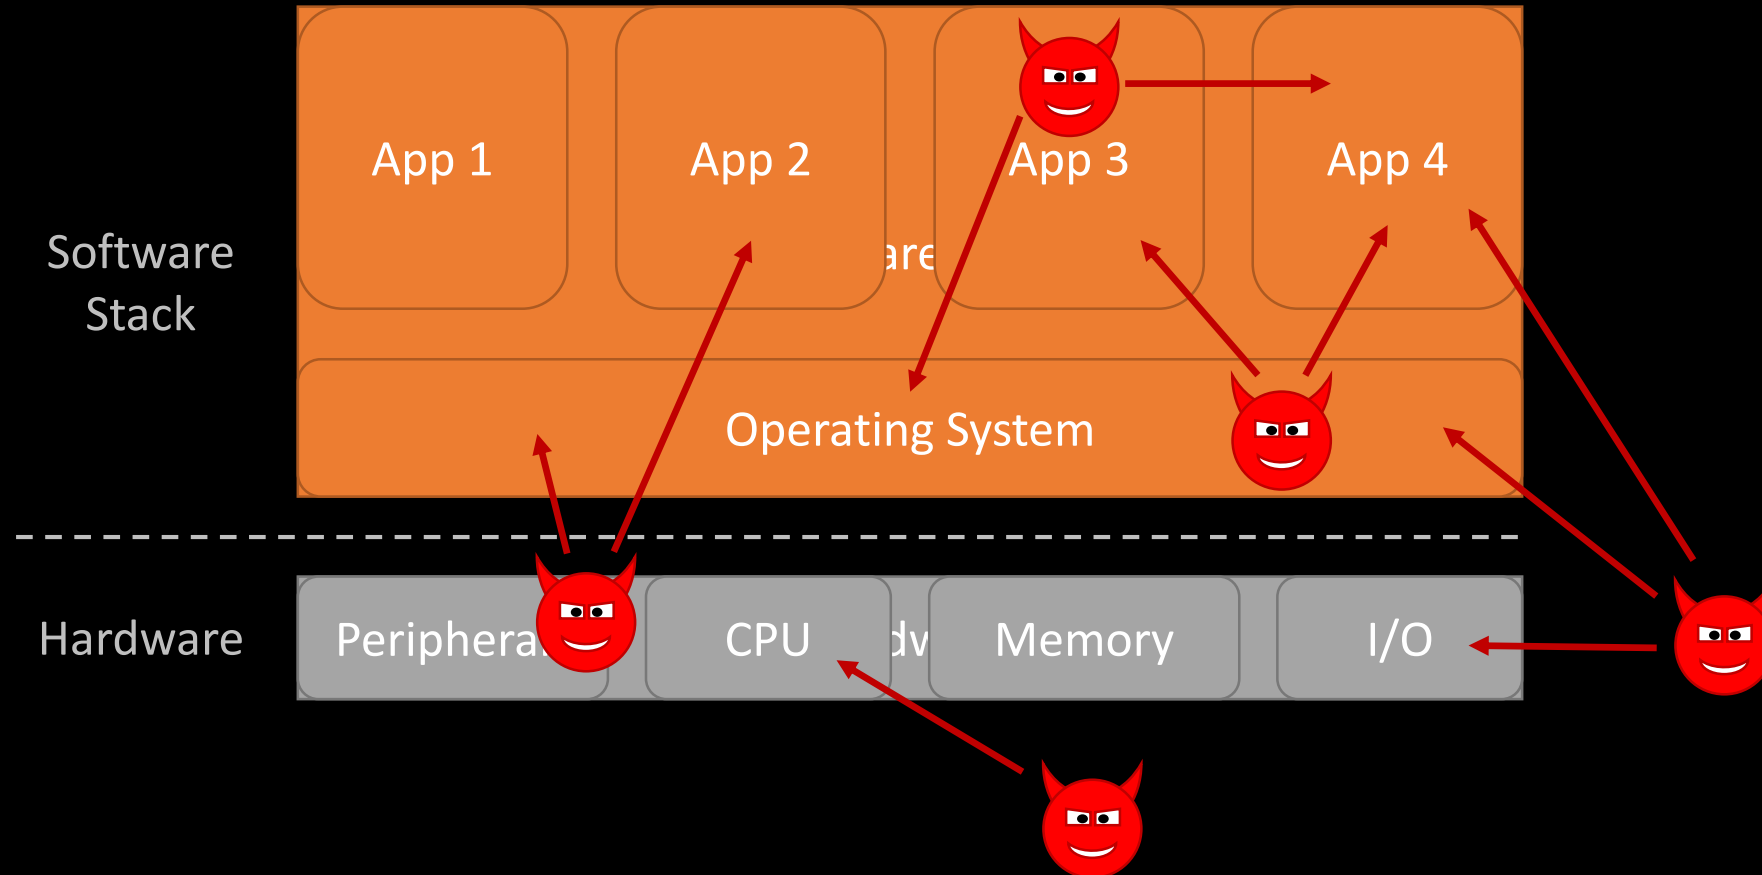 App 1
App 2
App 3
App 4
Software
Stack
Operating System
Hardware
CPU
Memory
I/O